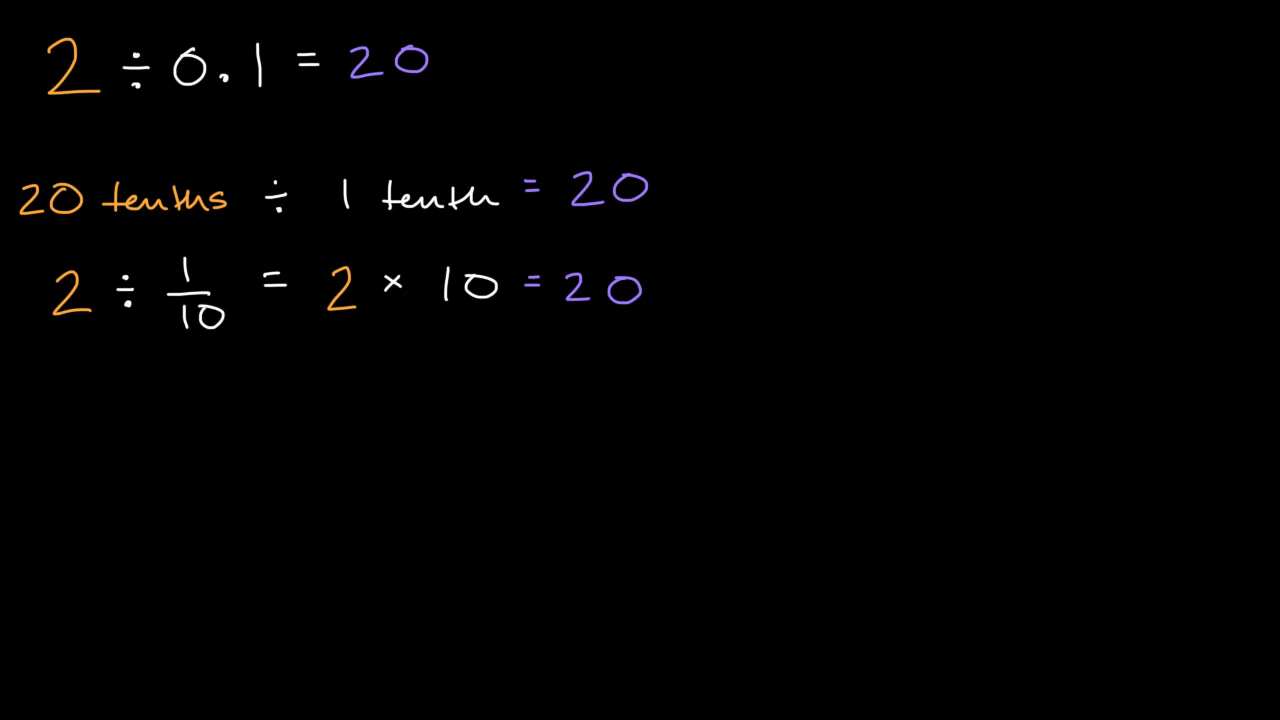 2 ÷ 0.1 = 20
20 tenths ÷ 1 tenth = 20
2 ÷ 1/10 = 2 × 10 = 20